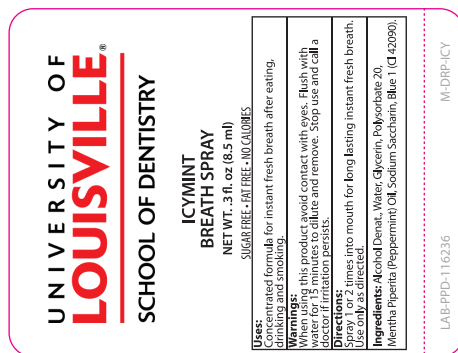 UNIVERSITY OF
LOUISVILLE®
SCHOOL OF DENTISTRY
ICYMINT
BREATH SPRAY
NET WT. .3 fl. oz (8.5 ml)
SUGAR FREE • FAT FREE • NO CALORIES
Uses:
Concentrated formula for instant fresh breath after eating,
drinking and smoking.
Warnings:
When using this product avoid contact with eyes. Flush with
water for 15 minutes to dilute and remove. Stop use and call a
doctor if irritation persists.
Directions:
Spray 1 or 2 times into mouth for long lasting instant fresh breath.
Use only as directed.
Ingredients: Alcohol Denat., Water, Glycerin, Polysorbate 20,
Mentha Piperita (Peppermint) Oil, Sodium Saccharin, Blue 1 (CI 42090).
LAB-PPD-116236 M-DRP-ICY